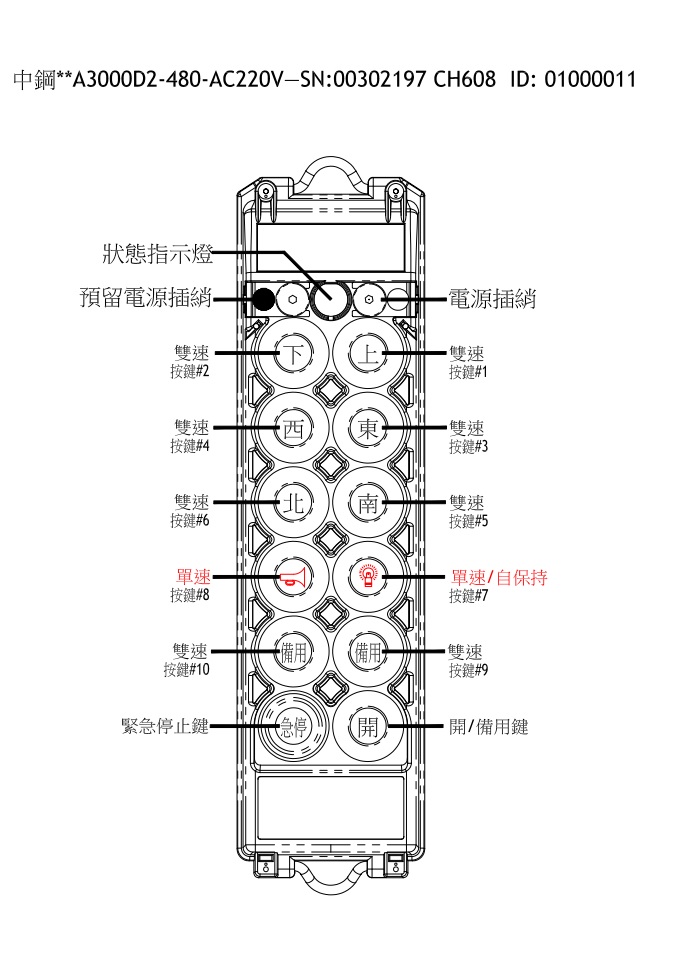 中鋼**A3000D2-480-AC220V—SN:00302197 CH608 ID: 01000011
狀態指示燈
預留電源插綃
電源插綃
雙速
按鍵#2
下
上
雙速
按鍵#1
雙速
按鍵#4
西
東
雙速
按鍵#3
雙速
按鍵#6
北
南
雙速
按鍵#5
單速
按鍵#8
單速/自保持
按鍵#7
雙速
按鍵#10
備用
備用
雙速
按鍵#9
緊急停止鍵
急停
開
開/備用鍵